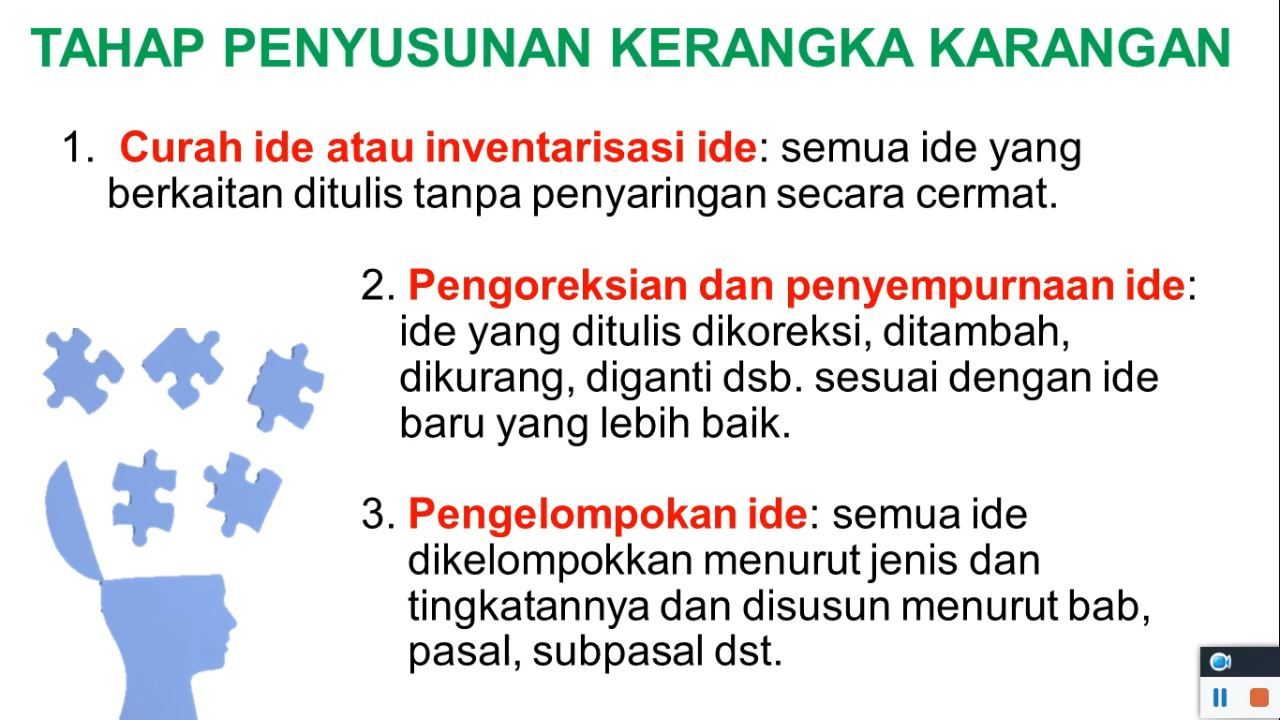 TAHAP PENYUSUNAN KERANGKA KARANGAN
1. Curah ide atau inventarisasi ide: semua ide yang
berkaitan ditulis tanpa penyaringan secara cermat.
2. Pengoreksian dan penyempurnaan ide:
ide yang ditulis dikoreksi, ditambah,
dikurang, diganti dsb. sesuai dengan ide
baru yang lebih baik.
3. Pengelompokan ide: semua ide
dikelompokkan menurut jenis dan
tingkatannya dan disusun menurut bab,
pasal, subpasal dst.